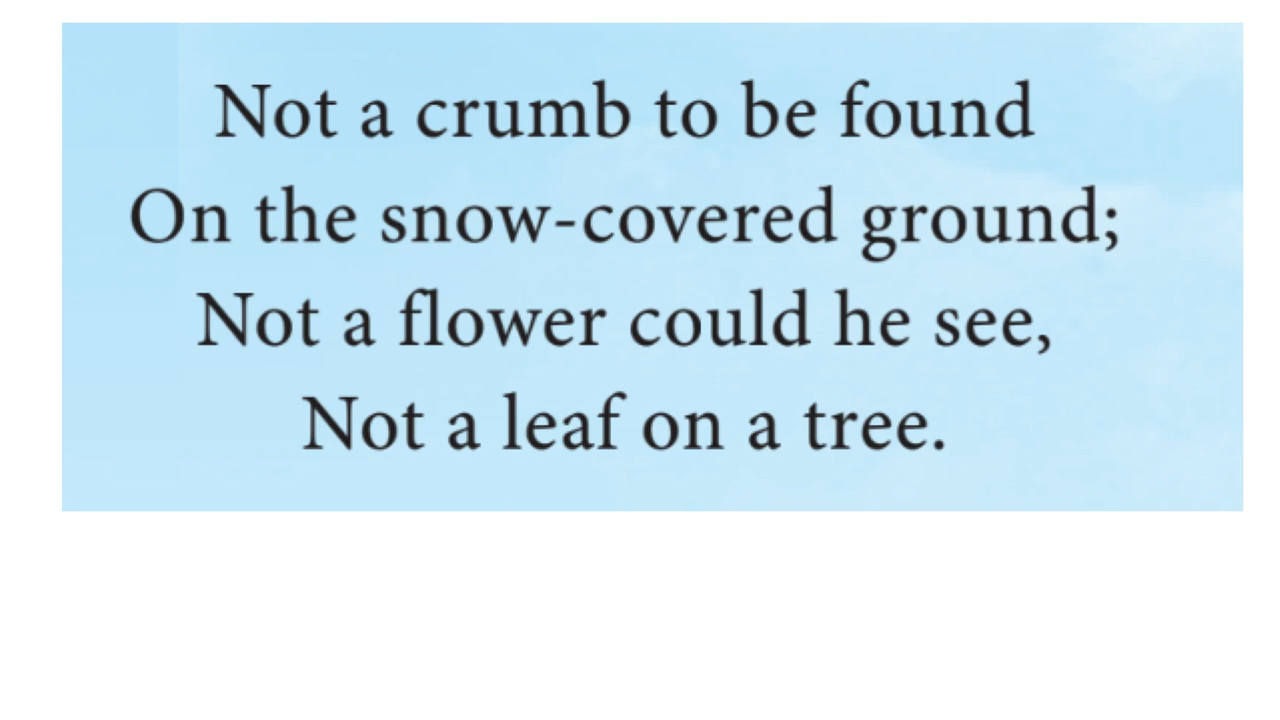 Not a crumb to be found
On the snow-covered ground;
Not a flower could he see,
Not a leaf on a tree.